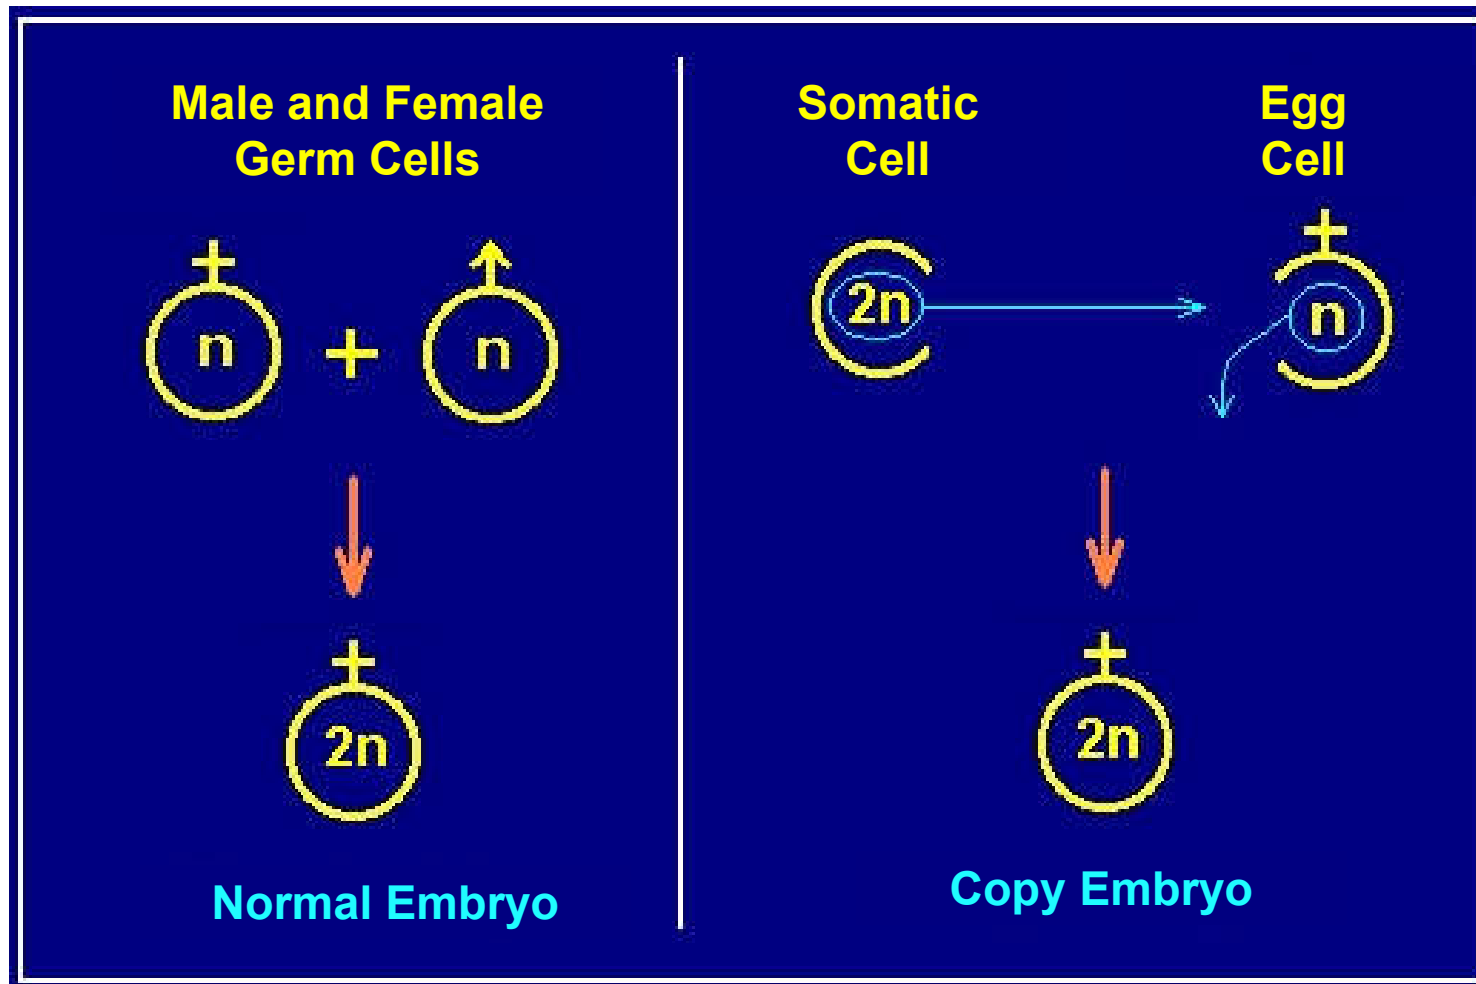 Male and Female
Germ Cells
n + n
2n
Normal Embryo
Somatic
Cell
Egg
Cell
2n
n
2n
Copy Embryo